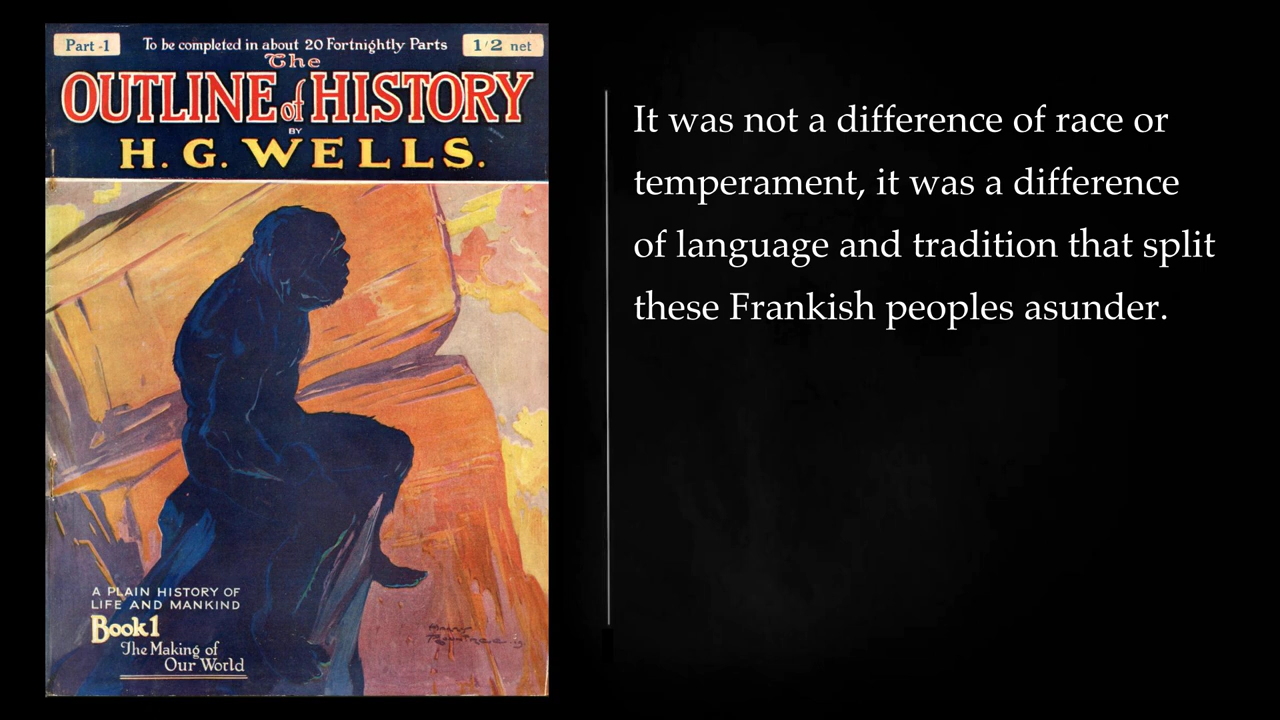 Part -1
To be completed in about 20 Fortnightly Parts
1/2 net
The
OUTLINE of HISTORY
BY
H. G. WELLS.
A PLAIN HISTORY OF
LIFE AND MANKIND
Book 1
The Making of
Our World
It was not a difference of race or
temperament, it was a difference
of language and tradition that split
these Frankish peoples asunder.